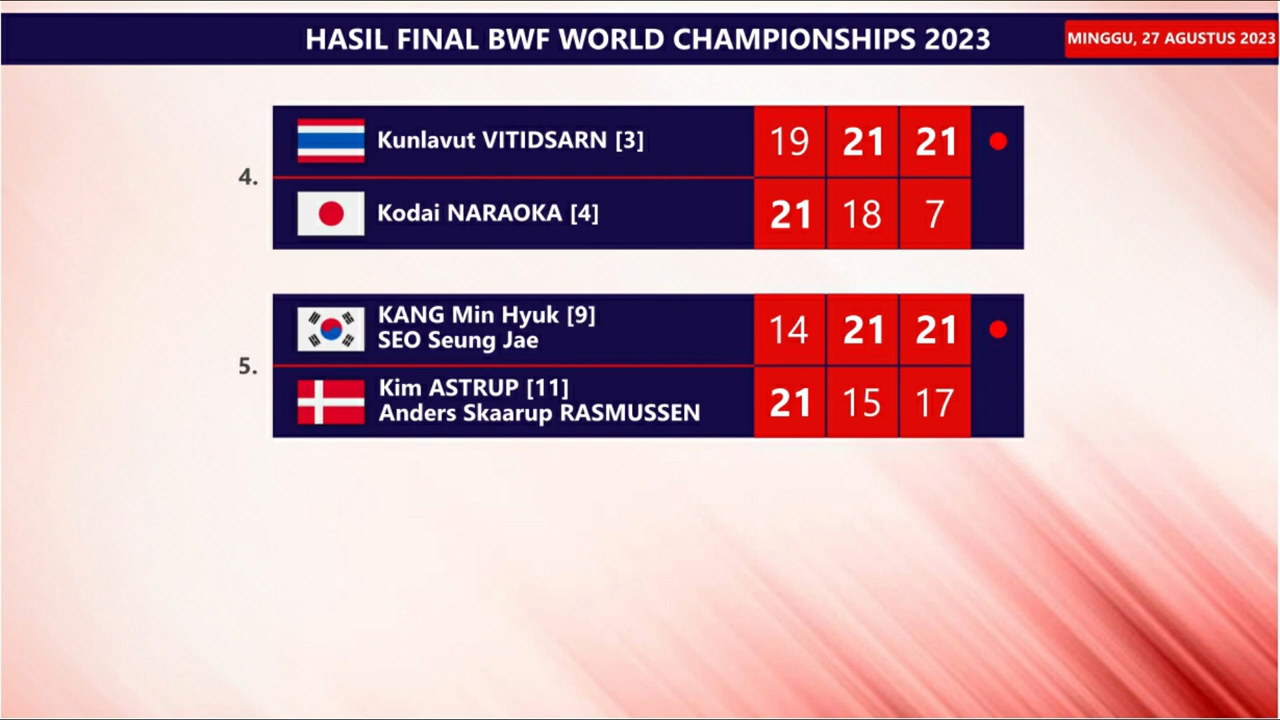 HASIL FINAL BWF WORLD CHAMPIONSHIPS 2023
MINGGU, 27 AGUSTUS 2023
4.
Kunlavut VITIDSARN [3] 19 21 21
Kodai NARAOKA [4] 21 18 7
5.
KANG Min Hyuk [9]
SEO Seung Jae
14 21 21
Kim ASTRUP [11]
Anders Skaarup RASMUSSEN
21 15 17